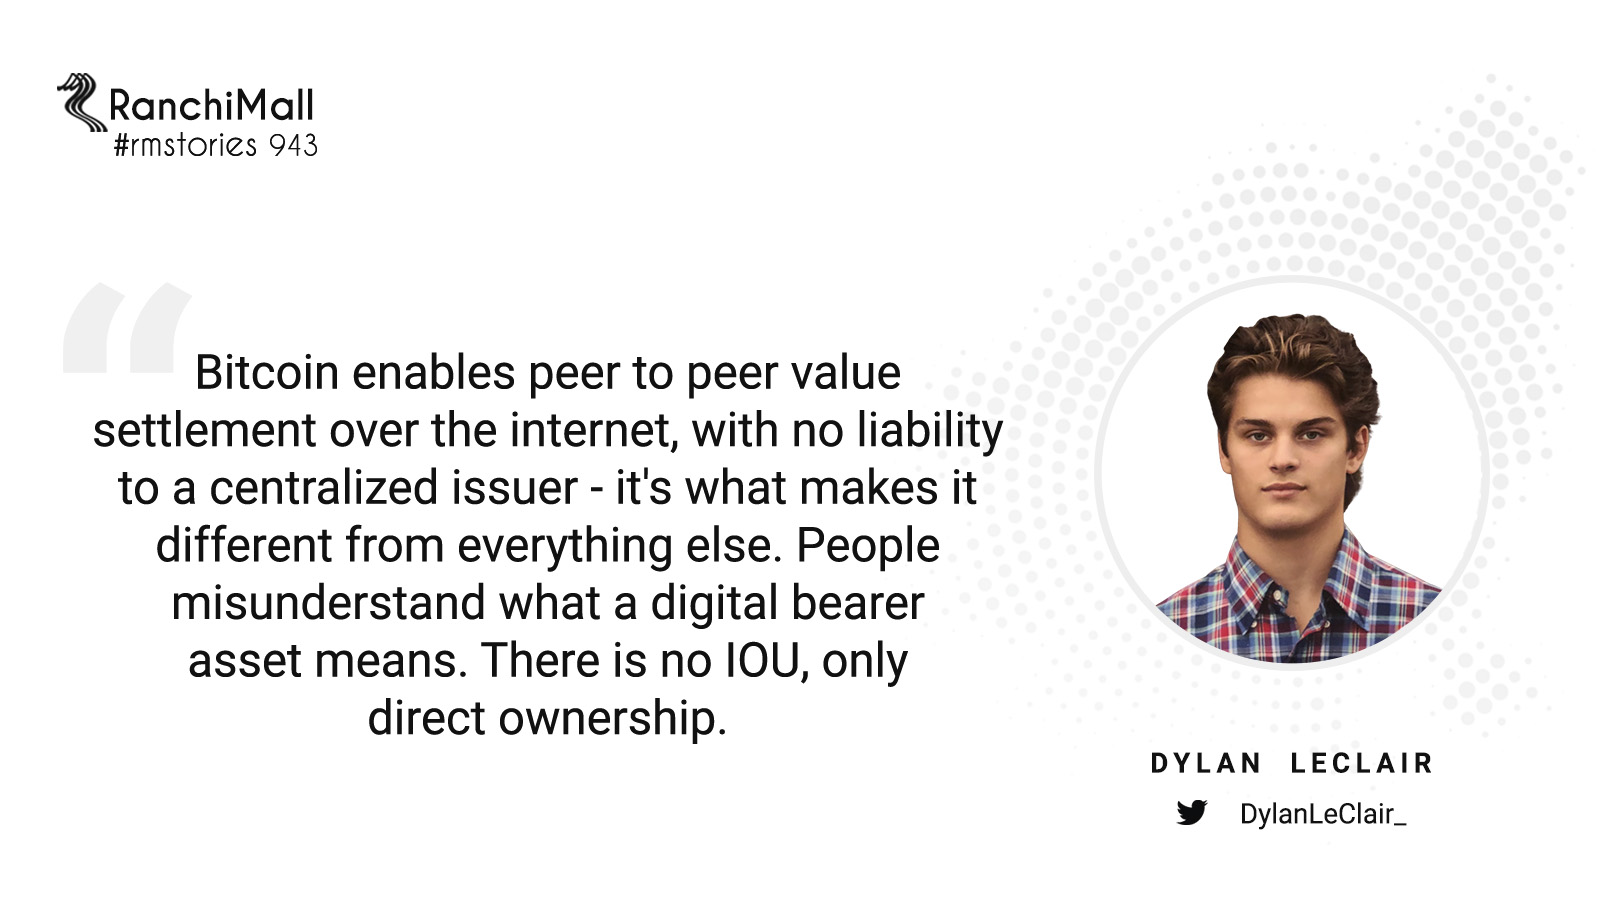 RanchiMall
#rmstories 943
“
Bitcoin enables peer to peer value
settlement over the internet, with no liability
to a centralized issuer - it's what makes it
different from everything else. People
misunderstand what a digital bearer
asset means. There is no IOU, only
direct ownership.
DYLAN LECLAIR
DylanLeClair_